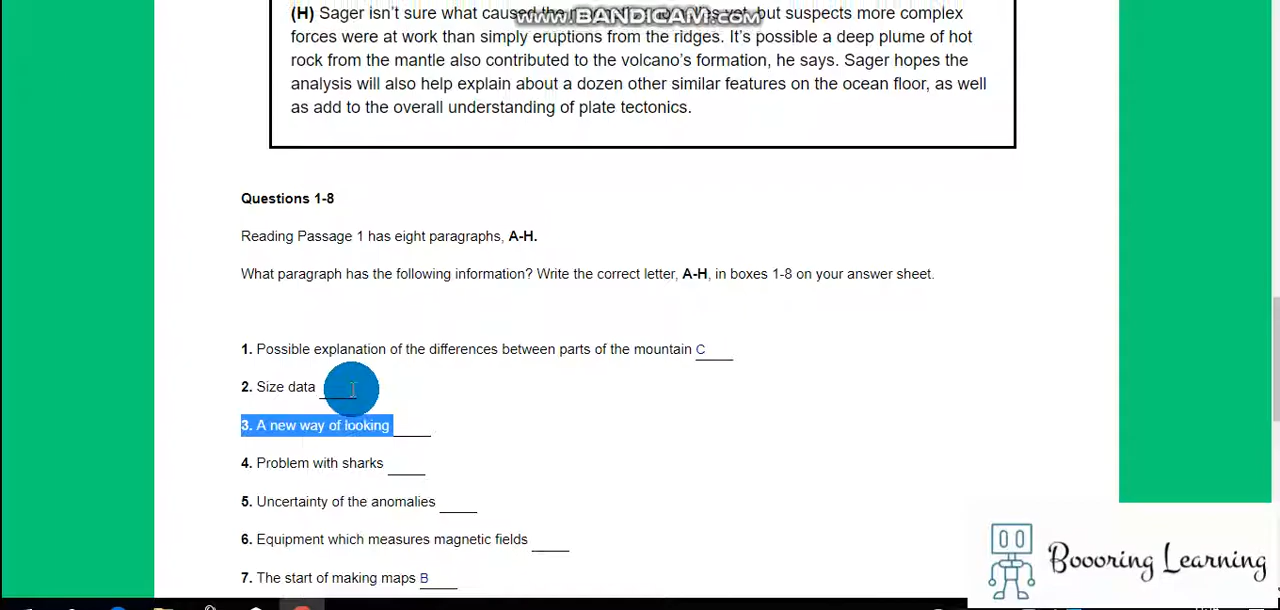 (H) Sager isn't sure what caused the yet, but suspects more complex
www.BANDICAM.com
forces were at work than simply eruptions from the ridges. It's possible a deep plume of hot
rock from the mantle also contributed to the volcano's formation, he says. Sager hopes the
analysis will also help explain about a dozen other similar features on the ocean floor, as well
as add to the overall understanding of plate tectonics.
Questions 1-8
Reading Passage 1 has eight paragraphs, A-H.
What paragraph has the following information? Write the correct letter, A-H, in boxes 1-8 on your answer sheet.
1. Possible explanation of the differences between parts of the mountain C
2. Size data
3. A new way of looking
4. Problem with sharks
5. Uncertainty of the anomalies
6. Equipment which measures magnetic fields
7. The start of making maps B
Boooring Learning